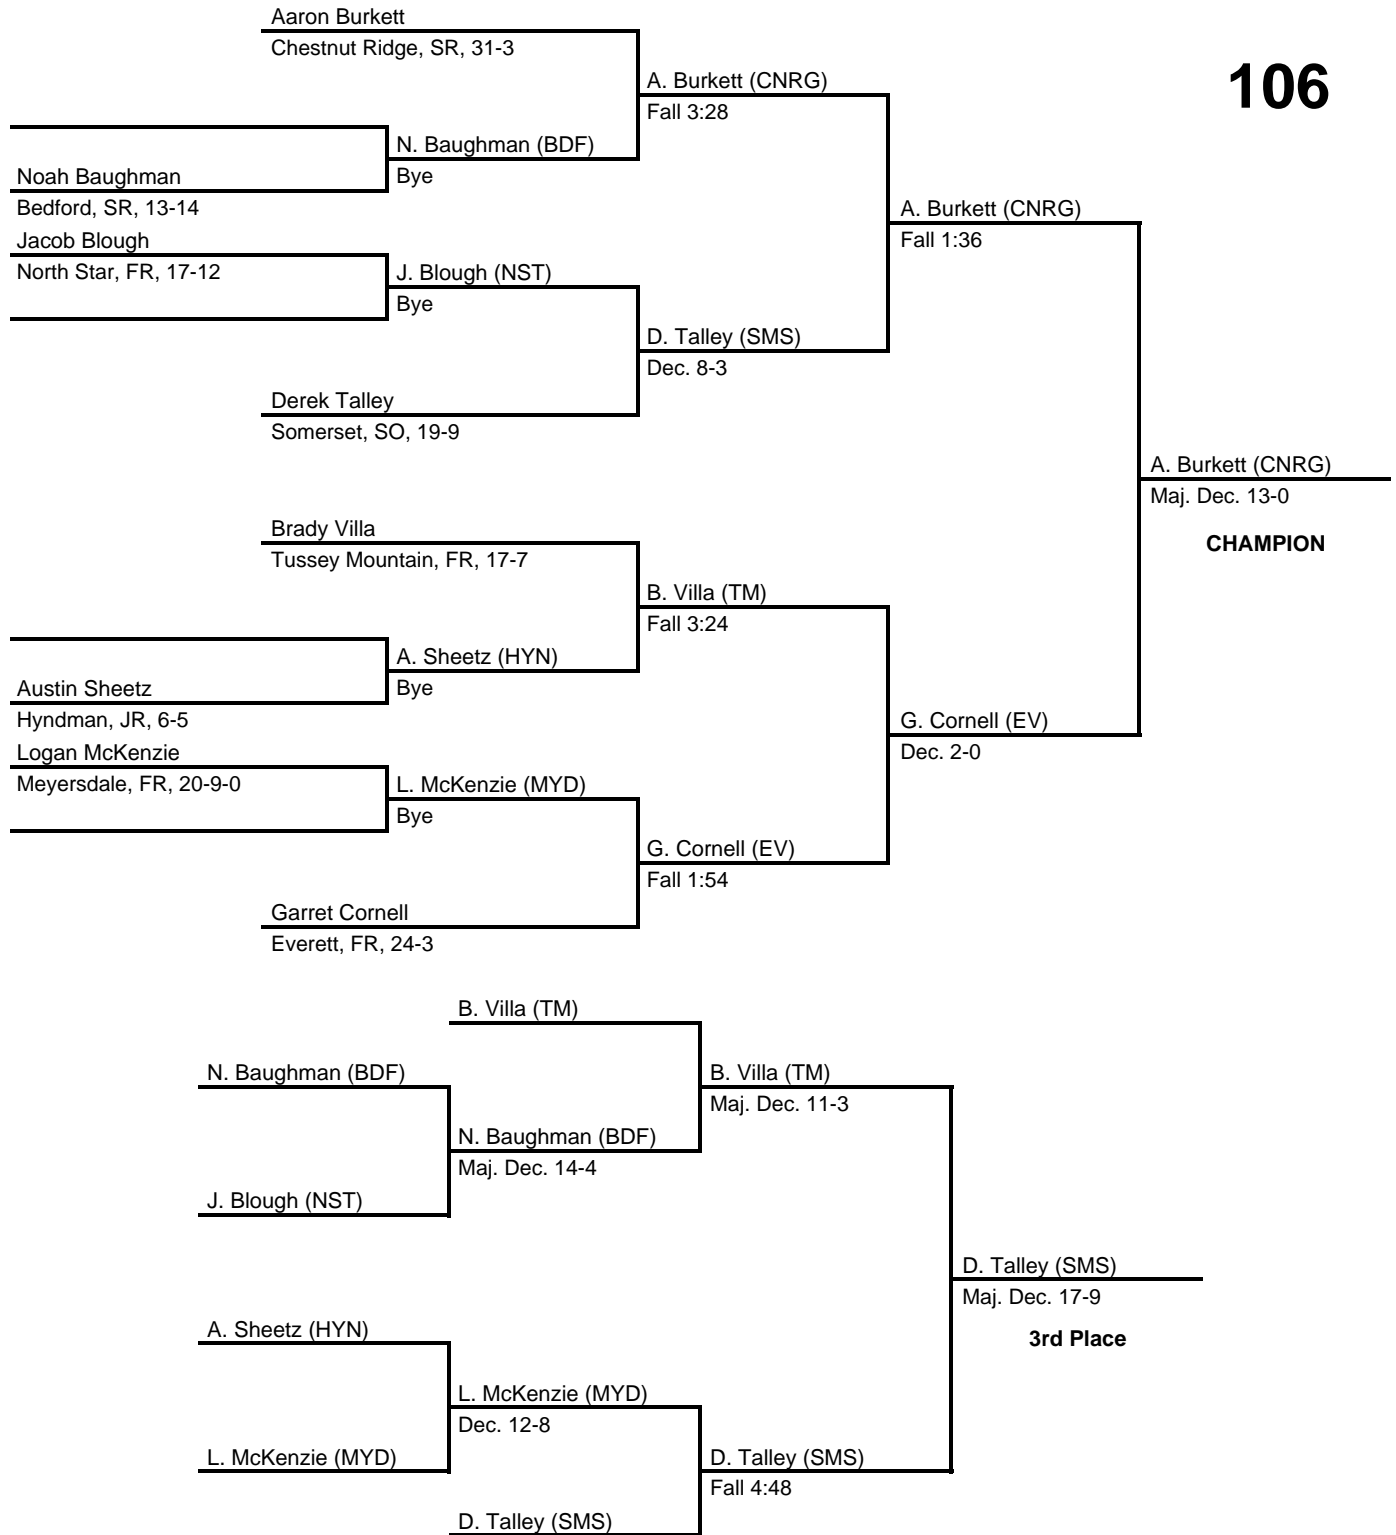 Aaron Burkett
Chestnut Ridge, SR, 31-3
106
A. Burkett (CNRG)
Fall 3:28
N. Baughman (BDF)
Bye
Noah Baughman
Bedford, SR, 13-14
A. Burkett (CNRG)
Fall 1:36
Jacob Blough
North Star, FR, 17-12
J. Blough (NST)
Bye
D. Talley (SMS)
Dec. 8-3
Derek Talley
Somerset, SO, 19-9
A. Burkett (CNRG)
Maj. Dec. 13-0
CHAMPION
Brady Villa
Tussey Mountain, FR, 17-7
B. Villa (TM)
Fall 3:24
A. Sheetz (HYN)
Bye
Austin Sheetz
Hyndman, JR, 6-5
G. Cornell (EV)
Dec. 2-0
Logan McKenzie
Meyersdale, FR, 20-9-0
L. McKenzie (MYD)
Bye
G. Cornell (EV)
Fall 1:54
Garret Cornell
Everett, FR, 24-3
B. Villa (TM)
N. Baughman (BDF)
B. Villa (TM)
Maj. Dec. 11-3
N. Baughman (BDF)
Maj. Dec. 14-4
J. Blough (NST)
D. Talley (SMS)
Maj. Dec. 17-9
3rd Place
A. Sheetz (HYN)
L. McKenzie (MYD)
Dec. 12-8
L. McKenzie (MYD)
D. Talley (SMS)
Fall 4:48
D. Talley (SMS)